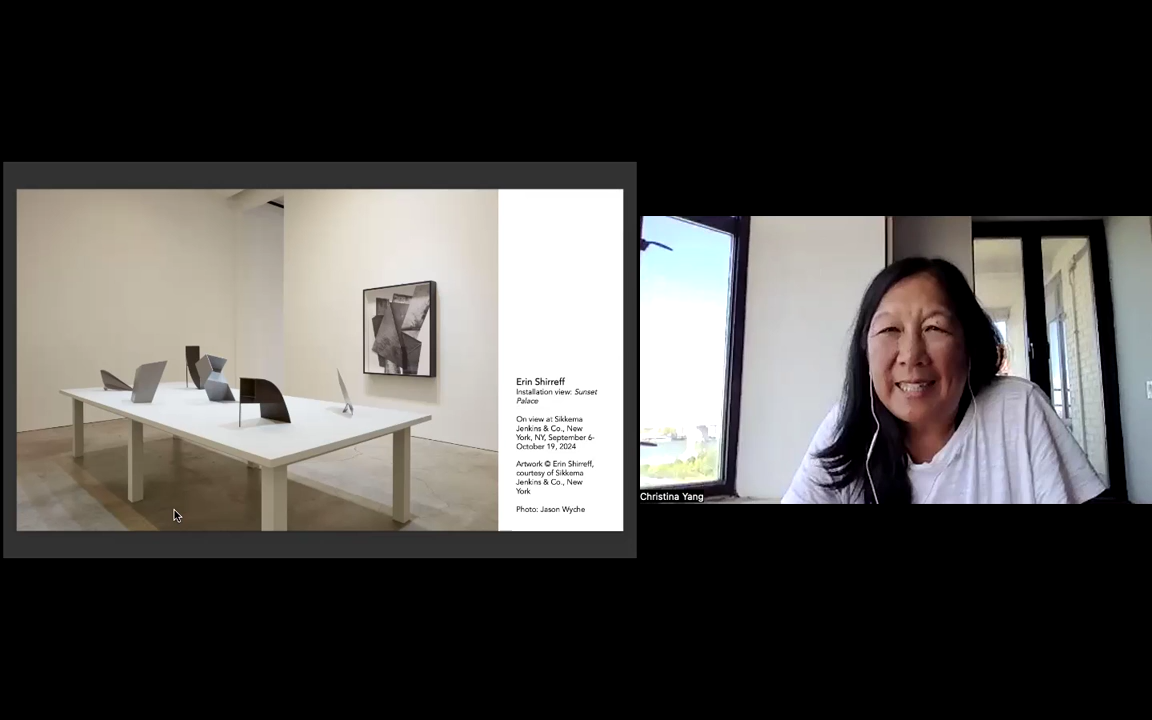 Erin Shirreff
Installation view: Sunset
Palace
On view at Sikkema
Jenkins & Co., New
York, NY, September 6-
October 19, 2024
Artwork © Erin Shirreff,
courtesy of Sikkema
Jenkins & Co., New
York
Photo: Jason Wyche
Christina Yang